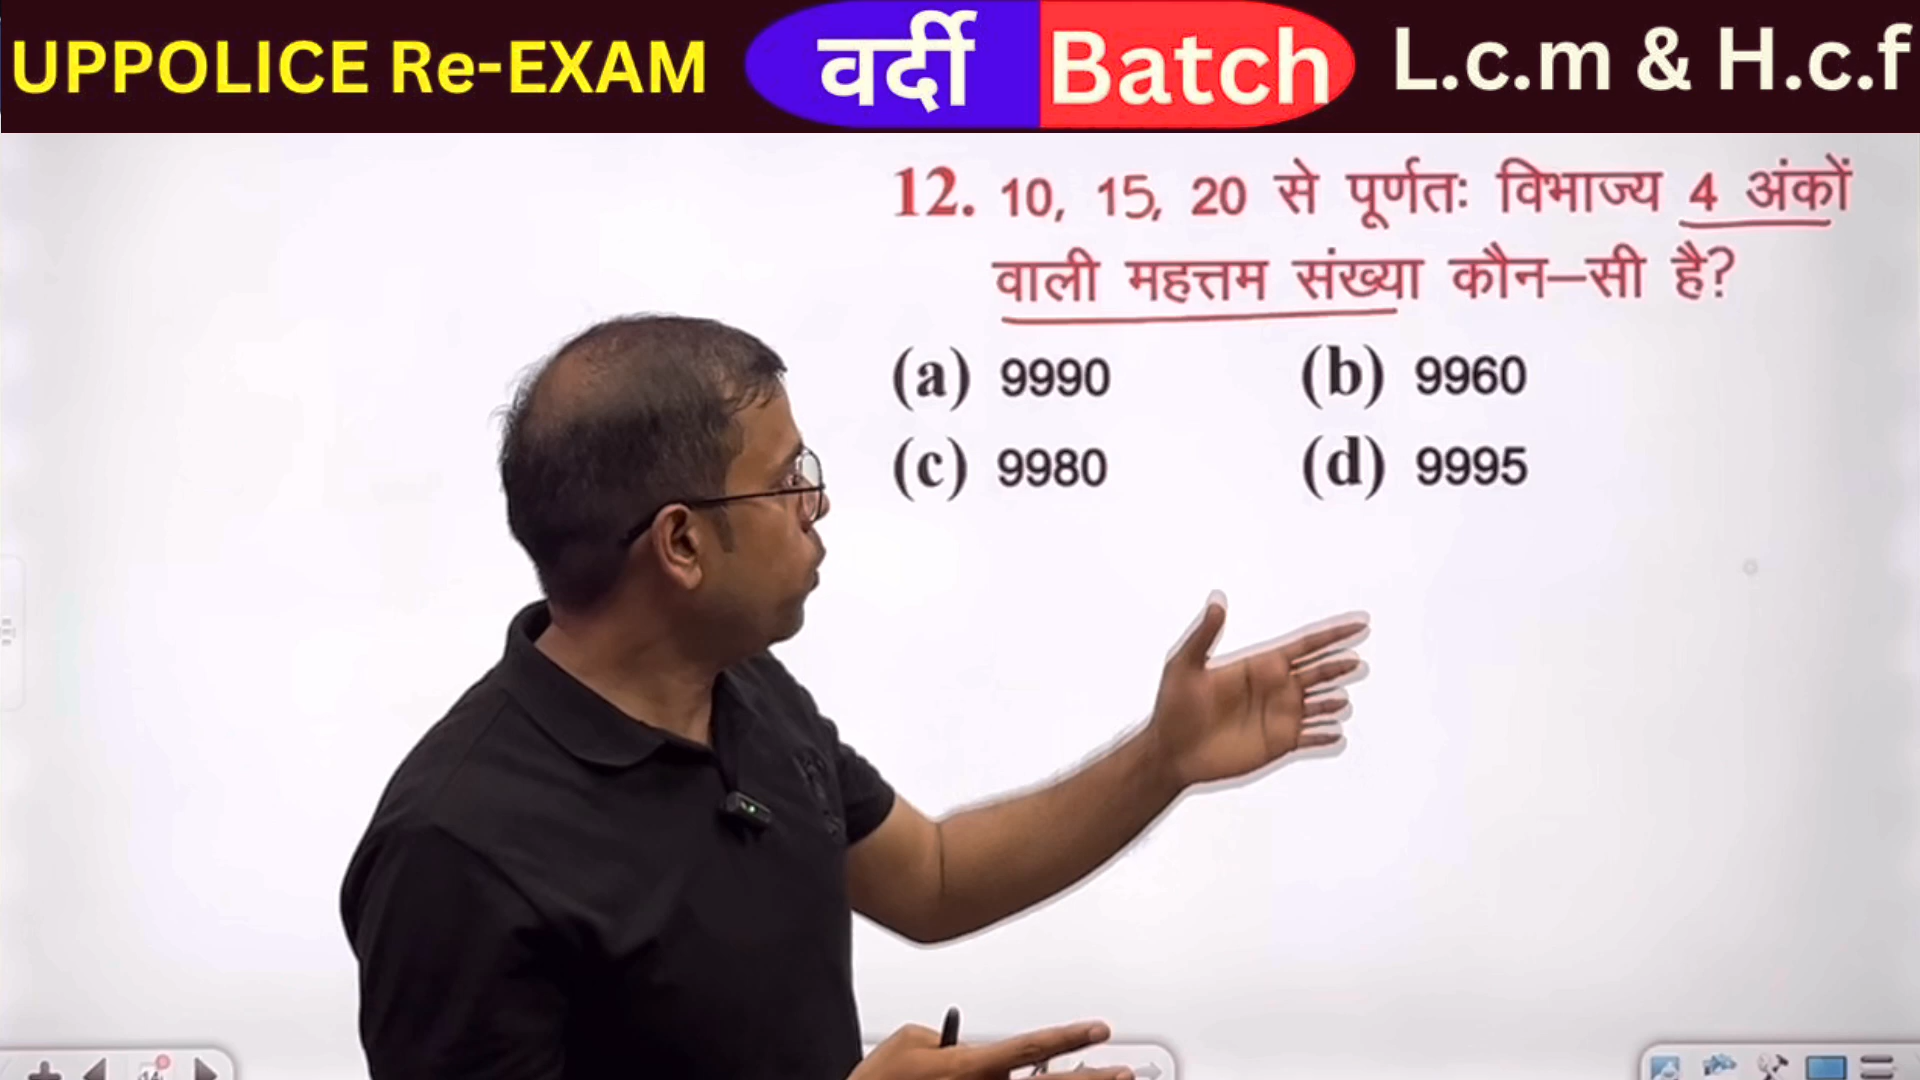 UPPOLICE Re-EXAM वर्दी Batch L.c.m & H.c.f
12. 10, 15, 20 से पूर्णतः विभाज्य 4 अंकों
वाली महत्तम संख्या कौन–सी है?
(a) 9990 (b) 9960
(c) 9980 (d) 9995